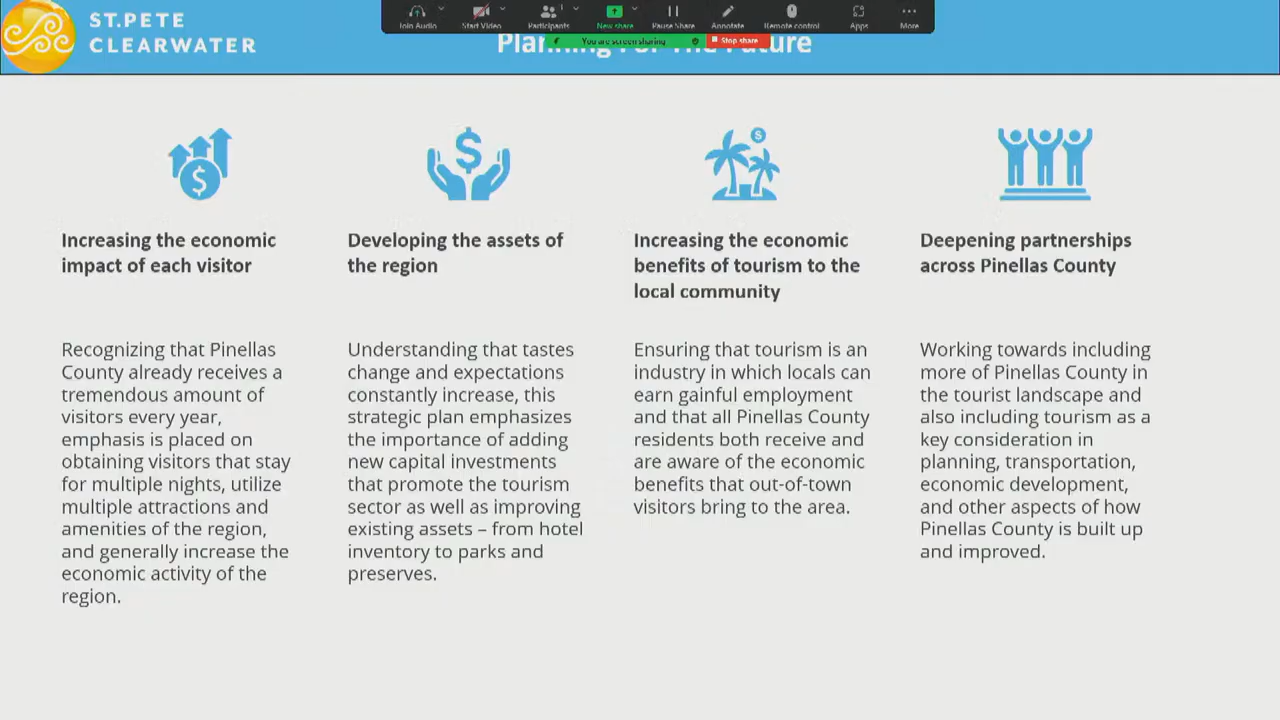 ST.PETE
CLEARWATER
Join Audio
Start Video
Participants
1
New share
Pause Share
Annotate
Remote control
Apps
More
You are screen sharing
Stop share
Planning For The Future
$
Increasing the economic
impact of each visitor
Recognizing that Pinellas
County already receives a
tremendous amount of
visitors every year,
emphasis is placed on
obtaining visitors that stay
for multiple nights, utilize
multiple attractions and
amenities of the region,
and generally increase the
economic activity of the
region.
$
Developing the assets of
the region
Understanding that tastes
change and expectations
constantly increase, this
strategic plan emphasizes
the importance of adding
new capital investments
that promote the tourism
sector as well as improving
existing assets – from hotel
inventory to parks and
preserves.
$
Increasing the economic
benefits of tourism to the
local community
Ensuring that tourism is an
industry in which locals can
earn gainful employment
and that all Pinellas County
residents both receive and
are aware of the economic
benefits that out-of-town
visitors bring to the area.
Deepening partnerships
across Pinellas County
Working towards including
more of Pinellas County in
the tourist landscape and
also including tourism as a
key consideration in
planning, transportation,
economic development,
and other aspects of how
Pinellas County is built up
and improved.